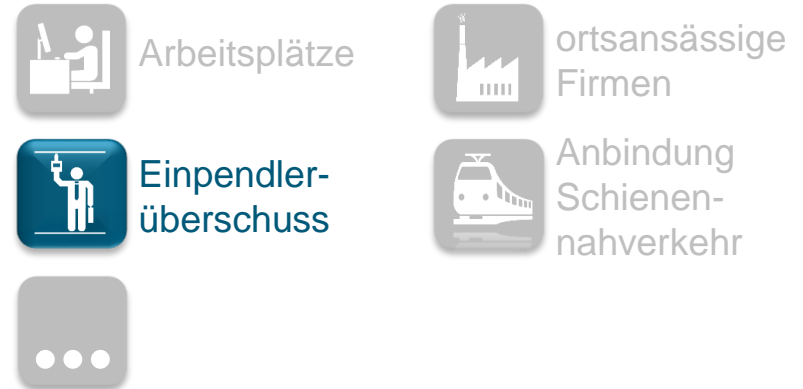 Arbeitsplätze
ortsansässige
Firmen
Einpendler-
überschuss
Anbindung
Schienen-
nahverkehr